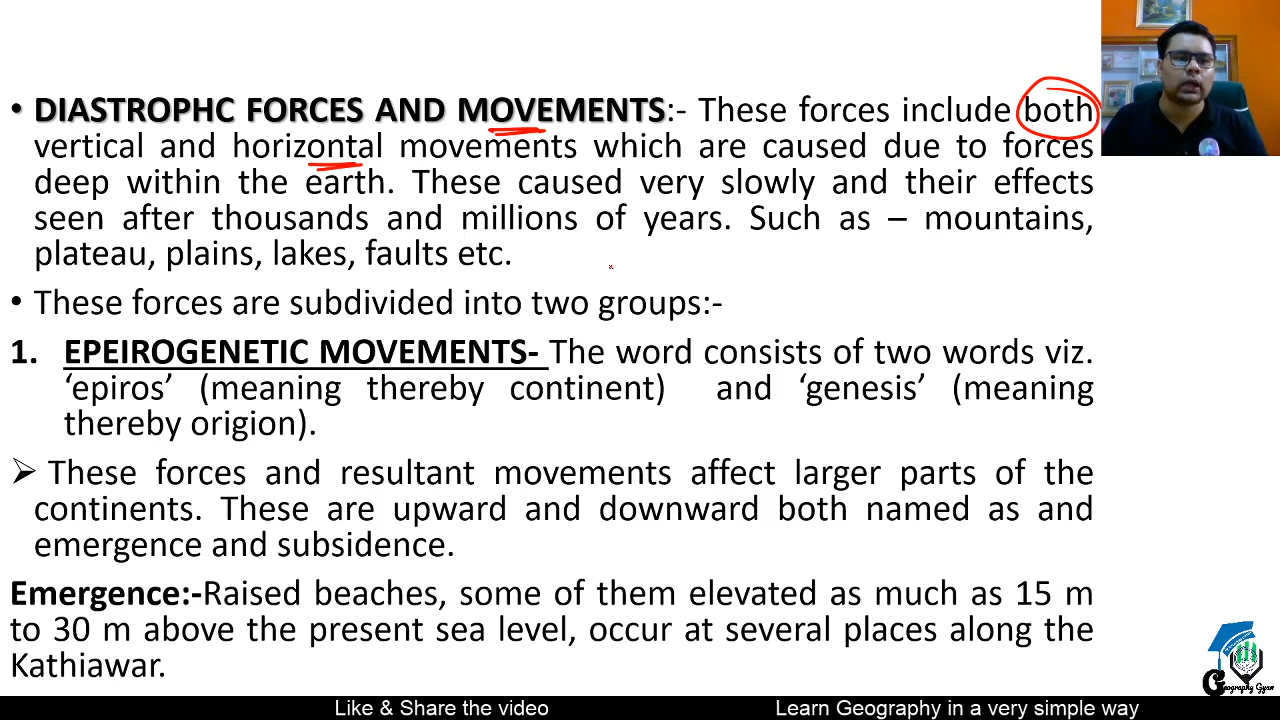 • DIASTROPHC FORCES AND MOVEMENTS:- These forces include both
vertical and horizontal movements which are caused due to forces
deep within the earth. These caused very slowly and their effects
seen after thousands and millions of years. Such as – mountains,
plateau, plains, lakes, faults etc.
• These forces are subdivided into two groups:-
1. EPEIROGENETIC MOVEMENTS- The word consists of two words viz.
‘epiros’ (meaning thereby continent) and ‘genesis’ (meaning
thereby origion).
➢ These forces and resultant movements affect larger parts of the
continents. These are upward and downward both named as and
emergence and subsidence.
Emergence:-Raised beaches, some of them elevated as much as 15 m
to 30 m above the present sea level, occur at several places along the
Kathiawar.
Geography Gyan
Like & Share the video
Learn Geography in a very simple way